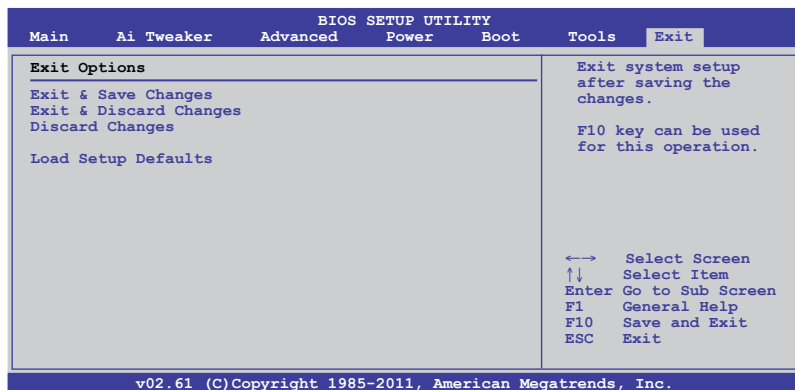 BIOS SETUP UTILITY
Main Ai Tweaker Advanced Power Boot Tools Exit
Exit Options
Exit & Save Changes
Exit & Discard Changes
Discard Changes
Load Setup Defaults
Exit system setup
after saving the
changes.
F10 key can be used
for this operation.
←→ Select Screen
↑↓ Select Item
Enter Go to Sub Screen
F1 General Help
F10 Save and Exit
ESC Exit
v02.61 (C)Copyright 1985-2011, American Megatrends, Inc.